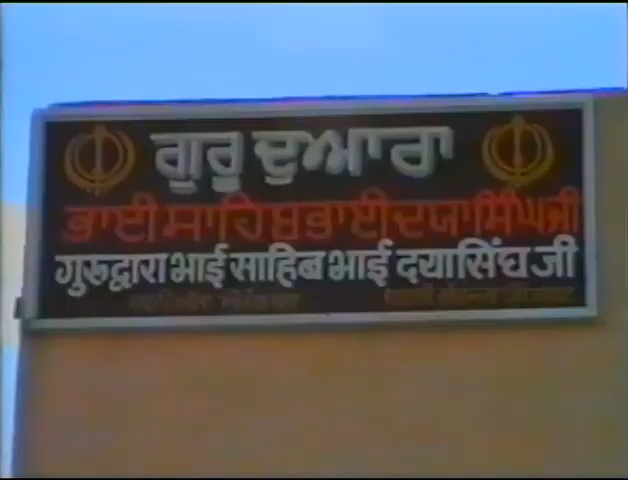 ਗੁਰੂ ਦੁਆਰਾ
ਭਾਈ ਸਾਹਿਬ ਭਾਈ ਦਯਾ ਸਿੰਘ ਜੀ
गुरुद्वारा भाई साहिब भाई दयासिंघ जी